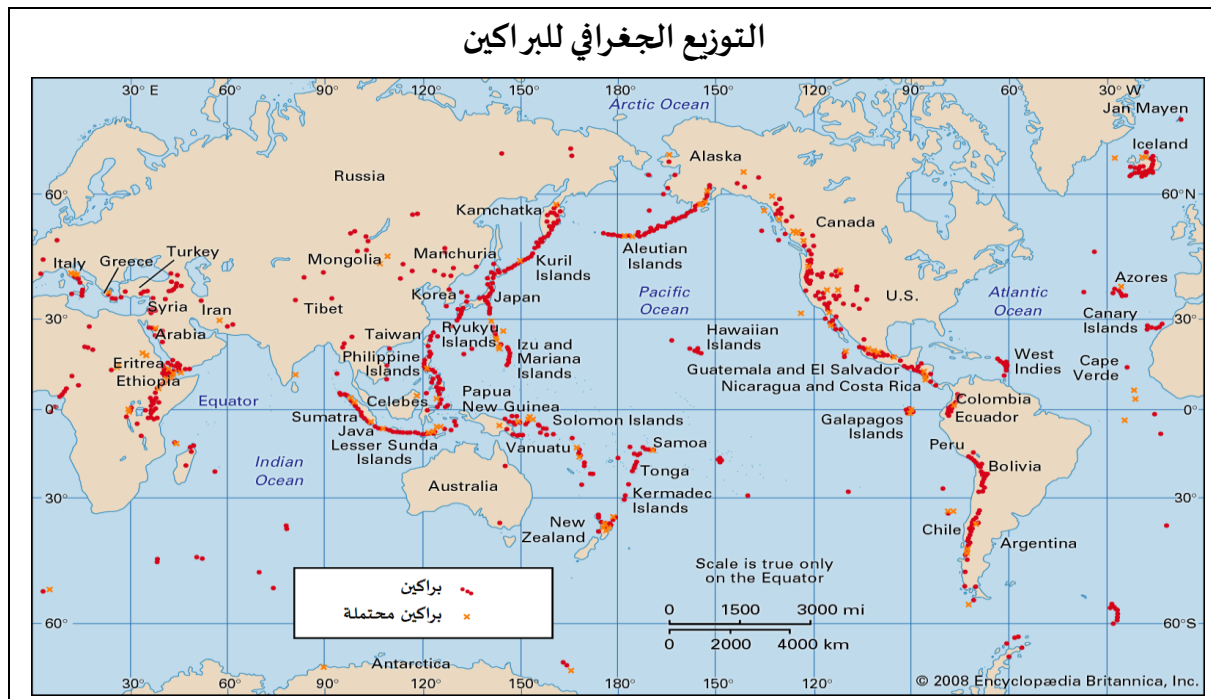 التوزيع الجغرافي للبراكين
30° E 60° 90° 120° 150° 180° 150° 120° 90° 60° 30° W
Arctic Ocean
Jan Mayen
Iceland
Alaska
Russia
60°
60°N
Kamchatka
Canada
Turkey
Greece
Italy
Mongolia
Manchuria
Kuril
Islands
Aleutian
Islands
Azores
Korea
Japan
Pacific
Ocean
U.S.
Atlantic
Ocean
Syria
Iran
Tibet
Canary
Islands
30°
30°
Arabia
Taiwan
Ryukyu
Islands
Hawaiian
Islands
Izu and
Mariana
Islands
Philippine
Islands
West
Indies
Cape
Verde
Eritrea
Ethiopia
Guatemala and El Salvador
Nicaragua and Costa Rica
Equator
Celebes
Papua
New Guinea
Colombia
Ecuador
0°
0°
Sumatra
Java
Lesser Sunda
Islands
Solomon Islands
Galapagos
Islands
Vanuatu
Samoa
Peru
Tonga
Bolivia
Indian
Ocean
Australia
Kermadec
Islands
30°
30°
New
Zealand
Chile
Argentina
Scale is true only
on the Equator
براكين
براكين محتملة
0 1500 3000 mi
0 2000 4000 km
60°
60°S
Antarctica
© 2008 Encyclopædia Britannica, Inc.
30° 60° 90° 120° 150° 180° 150° 120° 90° 60° 30°